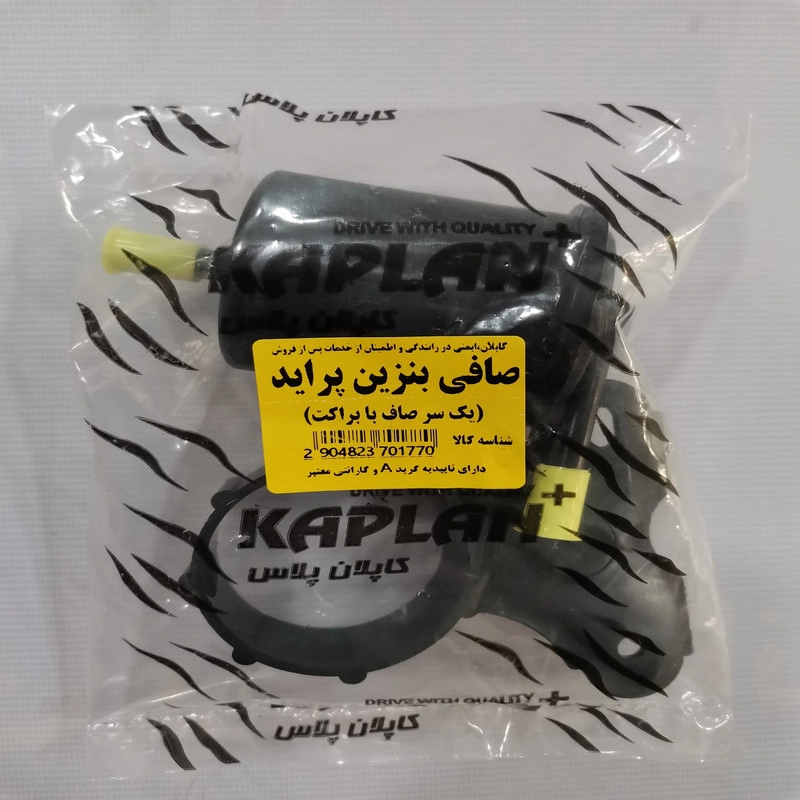 کاپلان پلاس
DRIVE WITH QUALITY
KAPLAN+
کاپلان پلاس
کاپلان،ایمنی در رانندگی و اطمینان از خدمات پس از فروش
صافی بنزین پراید
(یک سر صاف با براکت)
شناسه کالا
2 904823 701770
دارای تاییدیه گرید A و گارانتی معتبر
DRIVE WITH QUALITY
KAPLAN+
کاپلان پلاس
DRIVE WITH QUALITY +
کاپلان پلاس